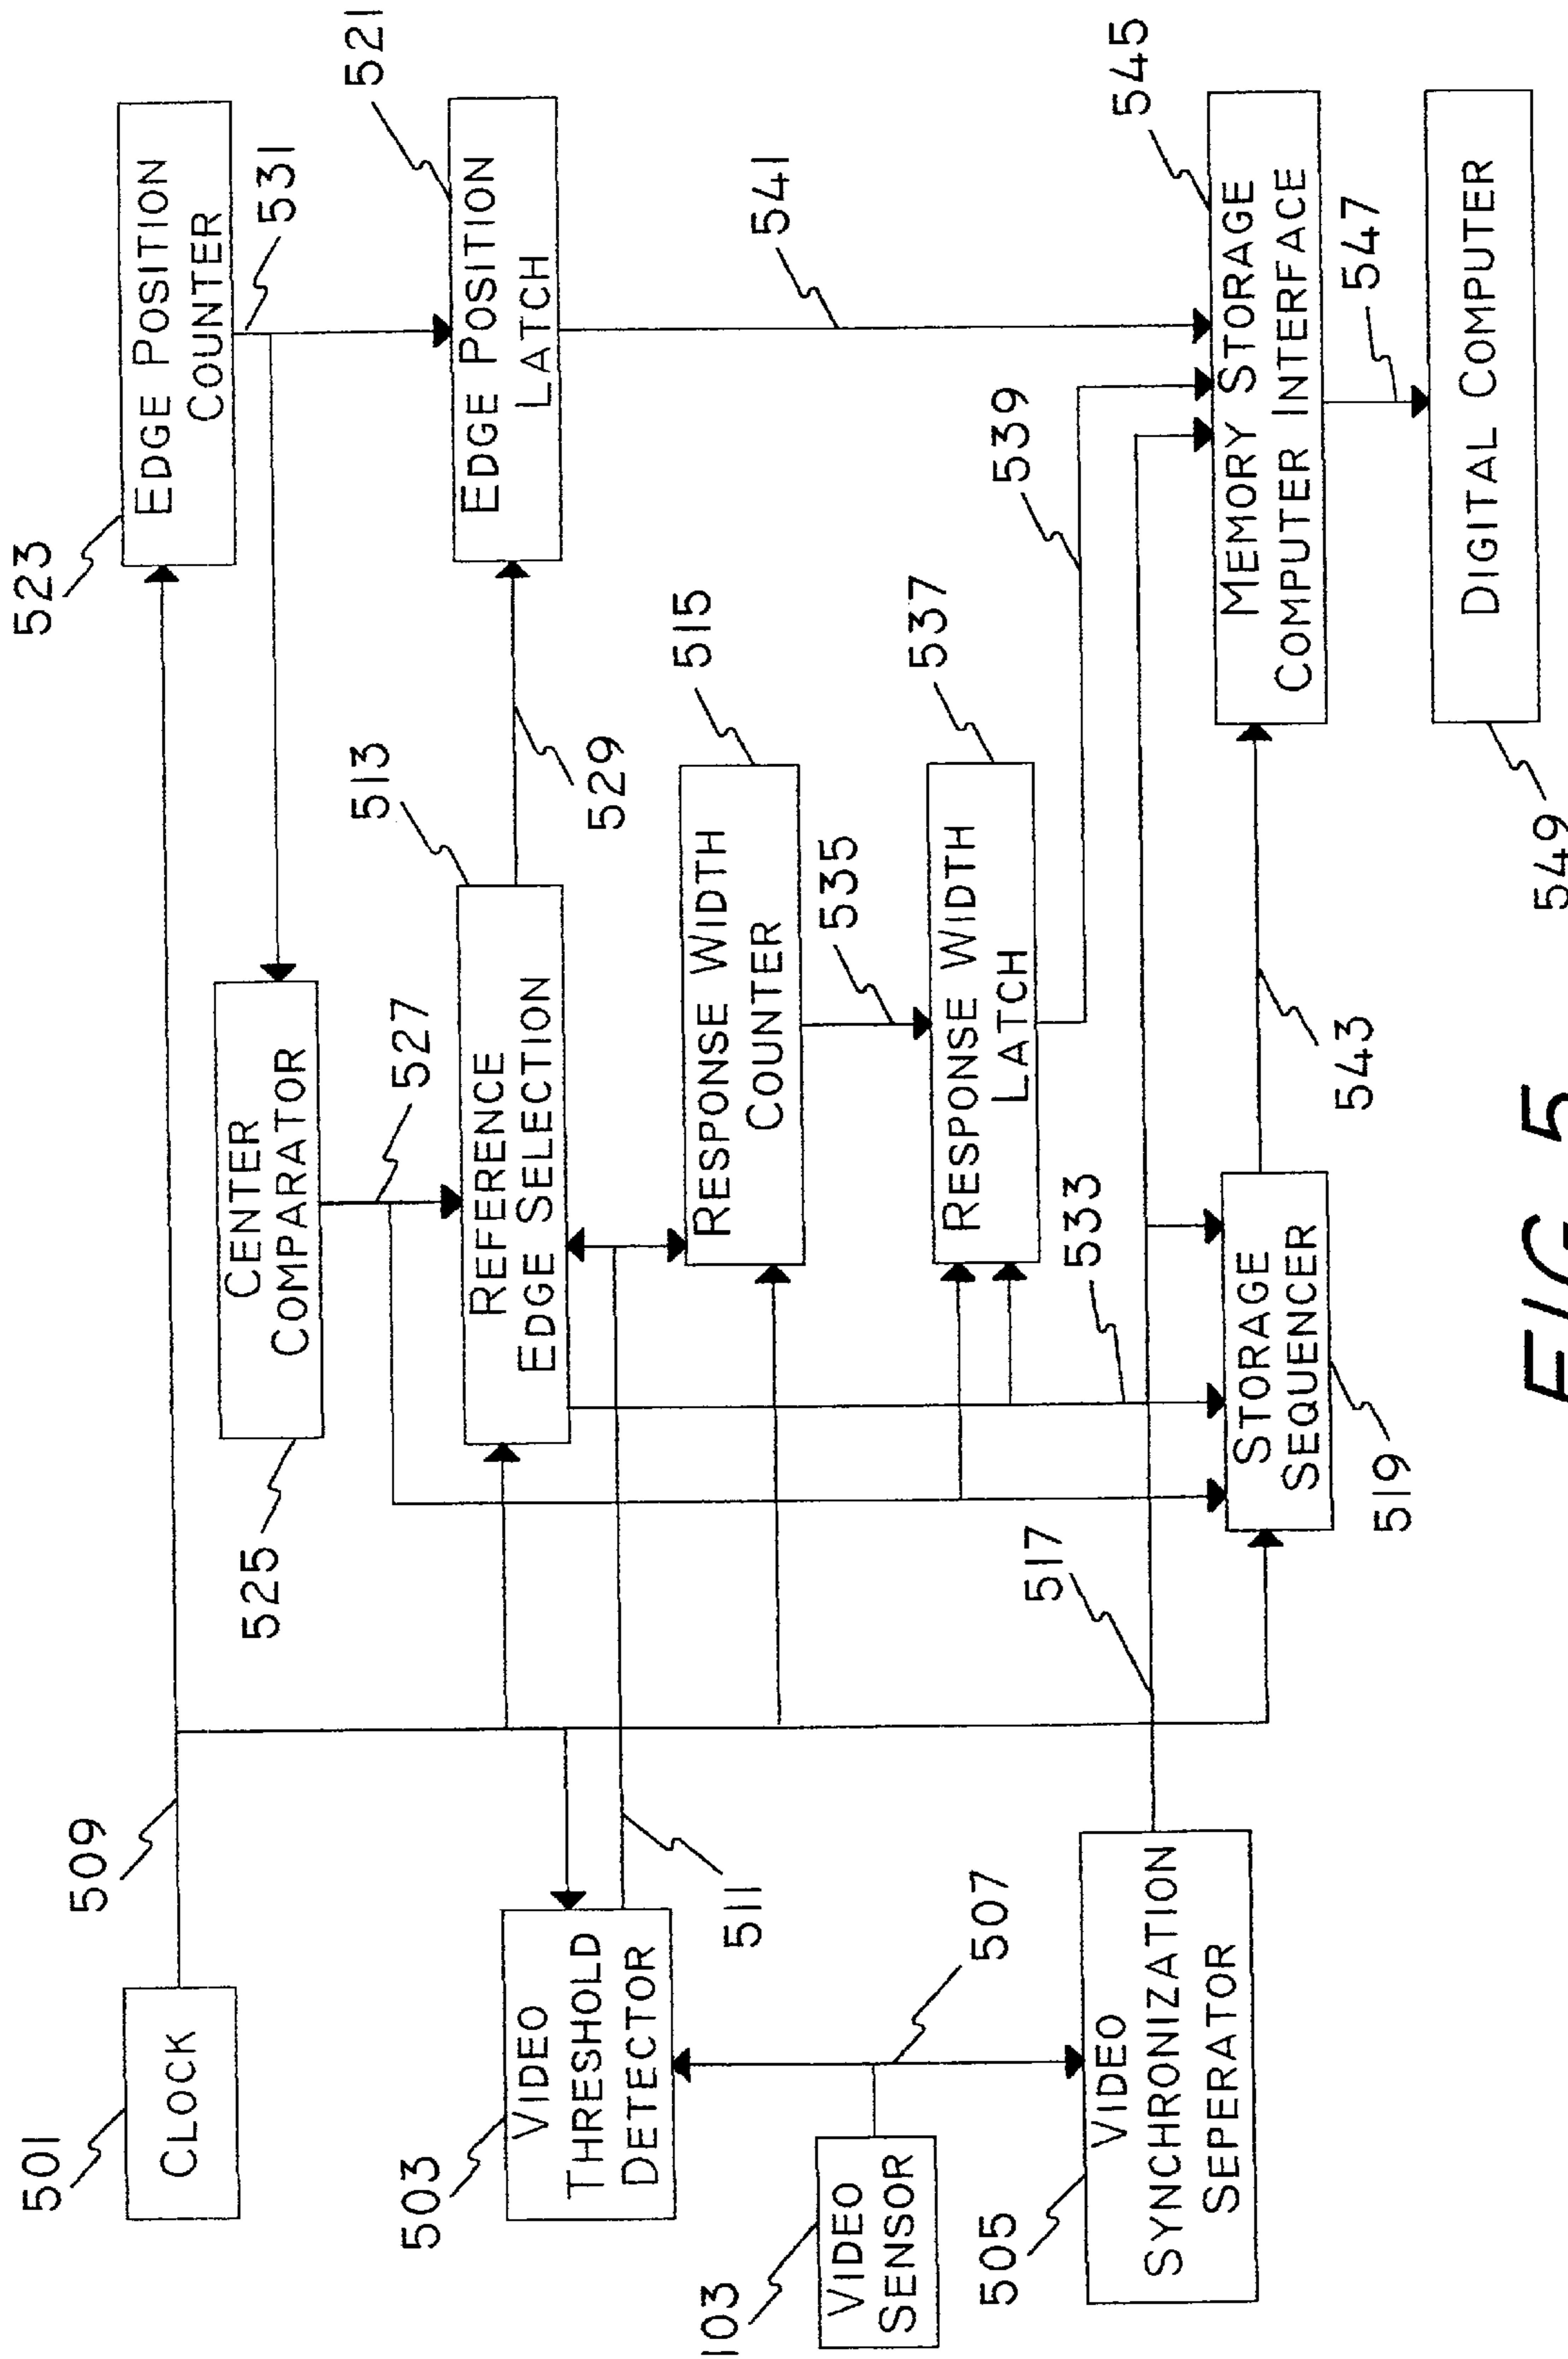 501
CLOCK
509
523
EDGE POSITION
COUNTER
531
525
CENTER
COMPARATOR
527
521
EDGE POSITION
LATCH
513
REFERENCE
EDGE SELECTION
529
503
VIDEO
THRESHOLD
DETECTOR
511
515
RESPONSE WIDTH
COUNTER
535
541
103
VIDEO
SENSOR
507
537
RESPONSE WIDTH
LATCH
539
533
505
VIDEO
SYNCHRONIZATION
SEPERATOR
517
STORAGE
SEQUENCER
519
543
545
MEMORY STORAGE
COMPUTER INTERFACE
547
DIGITAL COMPUTER
549
FIG 5